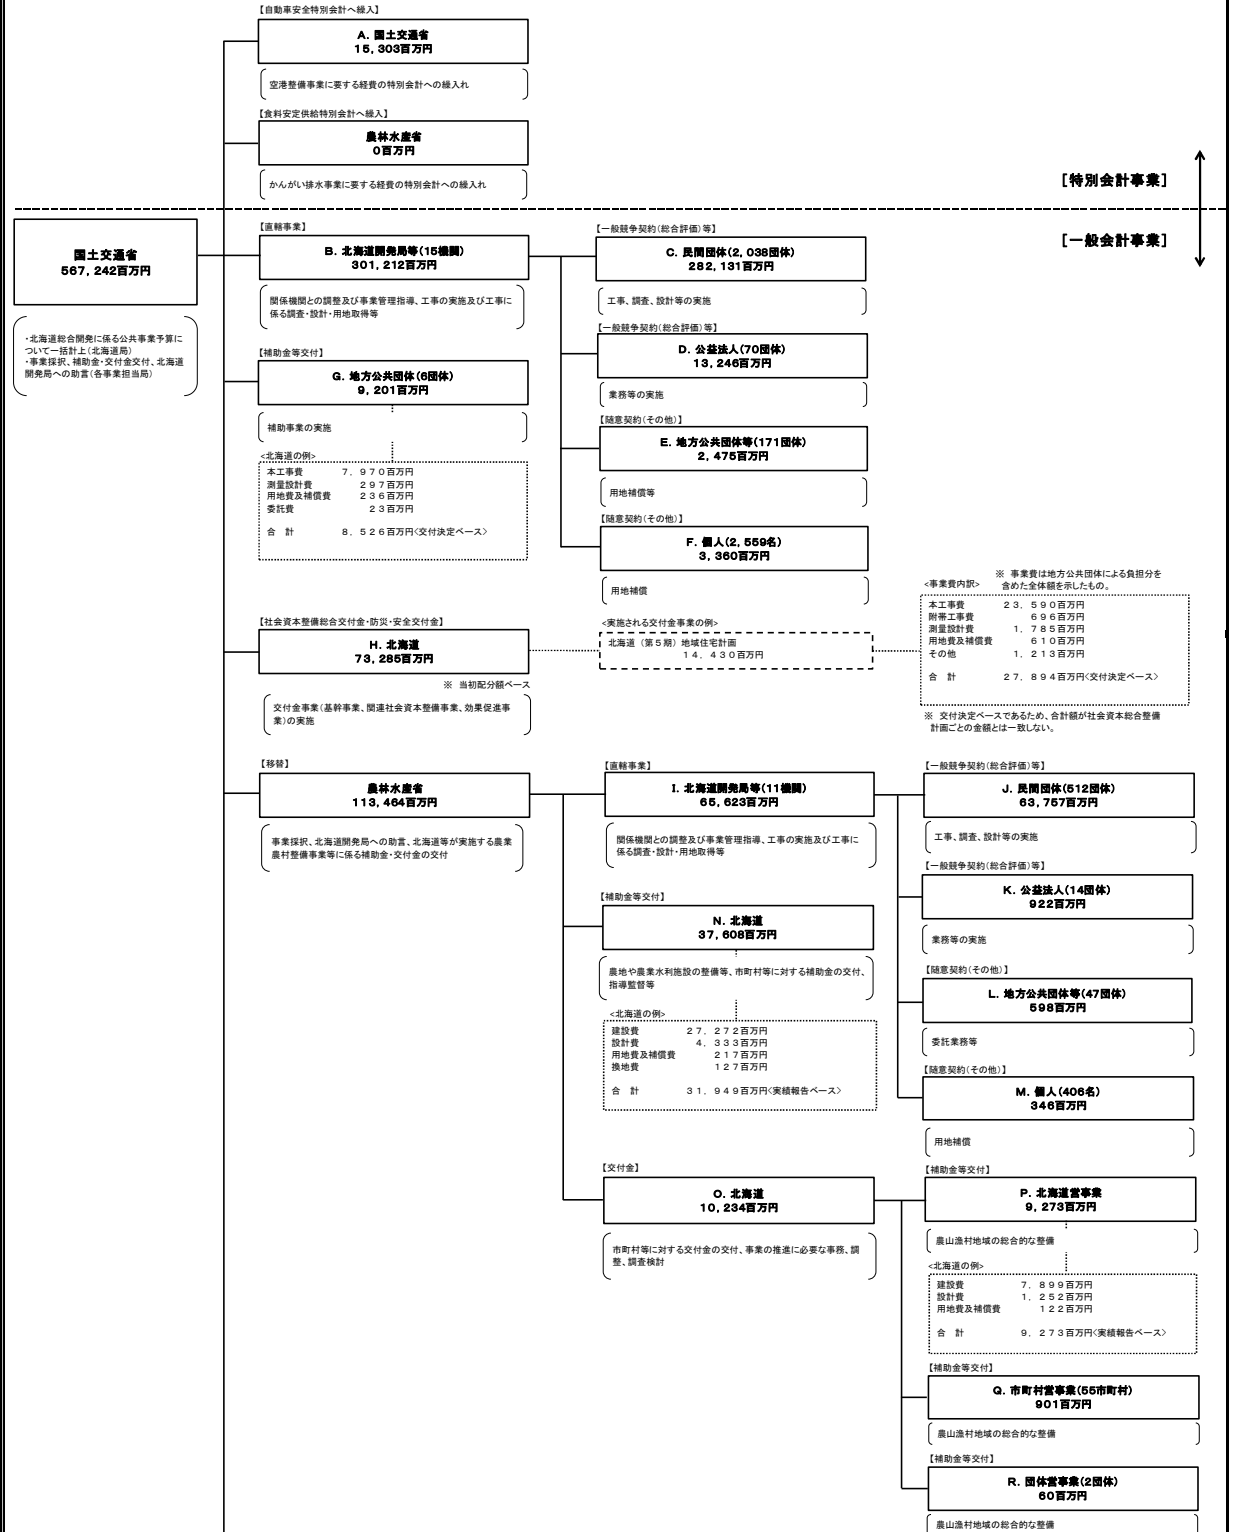 【自動車安全特別会計へ繰入】
A. 国土交通省
15, 303百万円
空港整備事業に要する経費の特別会計への繰入れ
【食料安定供給特別会計へ繰入】
農林水産省
0百万円
かんがい排水事業に要する経費の特別会計への繰入れ
[特別会計事業]
[一般会計事業]
国土交通省
567, 242百万円
・北海道総合開発に係る公共事業予算に
ついて一括計上(北海道局)
・事業採択、補助金・交付金交付、北海道
開発局への助言(各事業担当局)
【直轄事業】
B. 北海道開発局等(15機関)
301, 212百万円
関係機関との調整及び事業管理指導、工事の実施及び工事に
係る調査・設計・用地取得等
【一般競争契約(総合評価)等】
C. 民間団体(2, 038団体)
282, 131百万円
工事、調査、設計等の実施
【一般競争契約(総合評価)等】
D. 公益法人(70団体)
13, 246百万円
業務等の実施
【随意契約(その他)】
E. 地方公共団体等(171団体)
2, 475百万円
用地補償等
【随意契約(その他)】
F. 個人(2, 559名)
3, 360百万円
用地補償
【補助金等交付】
G. 地方公共団体(6団体)
9, 201百万円
補助事業の実施
<北海道の例>
本工事費 7, 970百万円
測量設計費 297百万円
用地費及補償費 236百万円
委託費 23百万円
合 計 8, 526百万円<交付決定ベース>
【社会資本整備総合交付金・防災・安全交付金】
H. 北海道
73, 285百万円
※ 当初配分額ベース
交付金事業(基幹事業、関連社会資本整備事業、効果促進事
業)の実施
<実施される交付金事業の例>
北海道（第5期）地域住宅計画
14, 430百万円
<事業費内訳>
※ 事業費は地方公共団体による負担分を
含めた全体額を示したもの。
本工事費 23, 590百万円
附帯工事費 696百万円
測量設計費 1, 785百万円
用地費及補償費 610百万円
その他 1, 213百万円
合 計 27, 894百万円<交付決定ベース>
※ 交付決定ベースであるため、合計額が社会資本総合整備
計画ごとの金額とは一致しない。
【移替】
農林水産省
113, 464百万円
事業採択、北海道開発局への助言、北海道等が実施する農業
農村整備事業等に係る補助金・交付金の交付
【直轄事業】
I. 北海道開発局等(11機関)
65, 623百万円
関係機関との調整及び事業管理指導、工事の実施及び工事に
係る調査・設計・用地取得等
【一般競争契約(総合評価)等】
J. 民間団体(512団体)
63, 757百万円
工事、調査、設計等の実施
【一般競争契約(総合評価)等】
K. 公益法人(14団体)
922百万円
業務等の実施
【随意契約(その他)】
L. 地方公共団体等(47団体)
598百万円
委託業務等
【随意契約(その他)】
M. 個人(406名)
346百万円
用地補償
【補助金等交付】
N. 北海道
37, 608百万円
農地や農業水利施設の整備等、市町村等に対する補助金の交付、
指導監督等
<北海道の例>
建設費 27, 272百万円
設計費 4, 333百万円
用地費及補償費 217百万円
換地費 127百万円
合 計 31, 949百万円<実績報告ベース>
【交付金】
O. 北海道
10, 234百万円
市町村等に対する交付金の交付、事業の推進に必要な事務、調
整、調査検討
【補助金等交付】
P. 北海道営事業
9, 273百万円
農山漁村地域の総合的な整備
<北海道の例>
建設費 7, 899百万円
設計費 1, 252百万円
用地費及補償費 122百万円
合 計 9, 273百万円<実績報告ベース>
【補助金等交付】
Q. 市町村営事業(55市町村)
901百万円
農山漁村地域の総合的な整備
【補助金等交付】
R. 団体営事業(2団体)
60百万円
農山漁村地域の総合的な整備